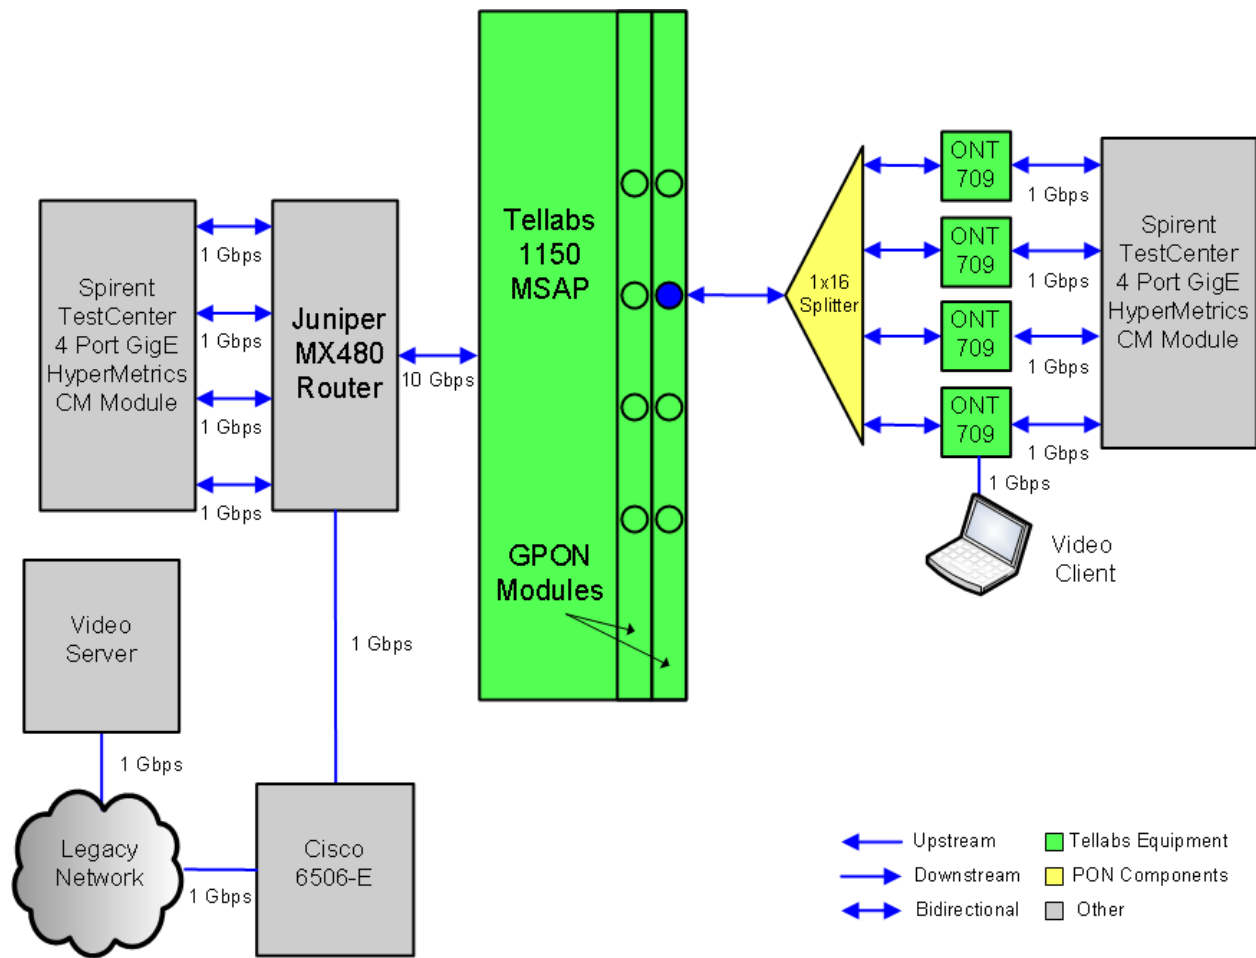 Spirent
TestCenter
4 Port GigE
HyperMetrics
CM Module
1 Gbps
1 Gbps
1 Gbps
1 Gbps
Juniper
MX480
Router
10 Gbps
Tellabs
1150
MSAP
GPON
Modules
1x16
Splitter
ONT
709
1 Gbps
ONT
709
1 Gbps
ONT
709
1 Gbps
ONT
709
1 Gbps
Spirent
TestCenter
4 Port GigE
HyperMetrics
CM Module
1 Gbps
Video
Client
Video
Server
1 Gbps
1 Gbps
Legacy
Network
1 Gbps
Cisco
6506-E
Upstream
Downstream
Bidirectional
Tellabs Equipment
PON Components
Other